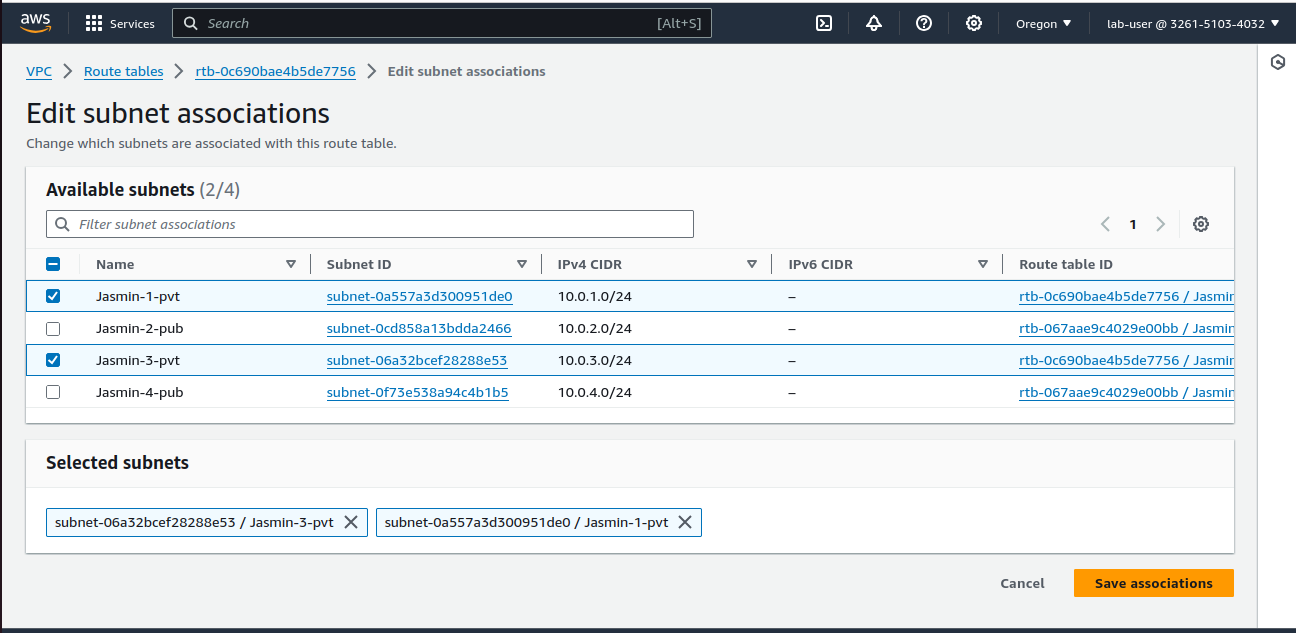 aws Services Search [Alt+S] Oregon lab-user @ 3261-5103-4032
VPC Route tables rtb-0c690bae4b5de7756 Edit subnet associations
Edit subnet associations
Change which subnets are associated with this route table.
Available subnets (2/4)
Filter subnet associations 1
Name Subnet ID IPv4 CIDR IPv6 CIDR Route table ID
Jasmin-1-pvt subnet-0a557a3d300951de0 10.0.1.0/24 – rtb-0c690bae4b5de7756 / Jasmin
Jasmin-2-pub subnet-0cd858a13bdda2466 10.0.2.0/24 – rtb-067aae9c4029e00bb / Jasmin
Jasmin-3-pvt subnet-06a32bcef28288e53 10.0.3.0/24 – rtb-0c690bae4b5de7756 / Jasmin
Jasmin-4-pub subnet-0f73e538a94c4b1b5 10.0.4.0/24 – rtb-067aae9c4029e00bb / Jasmin
Selected subnets
subnet-06a32bcef28288e53 / Jasmin-3-pvt subnet-0a557a3d300951de0 / Jasmin-1-pvt
Cancel Save associations